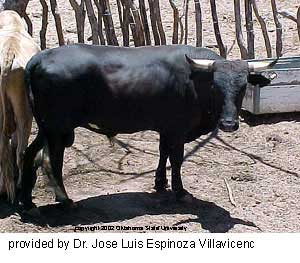 copyright 2002 Oklahoma State University
provided by Dr. Jose Luis Espinoza Villavicenc